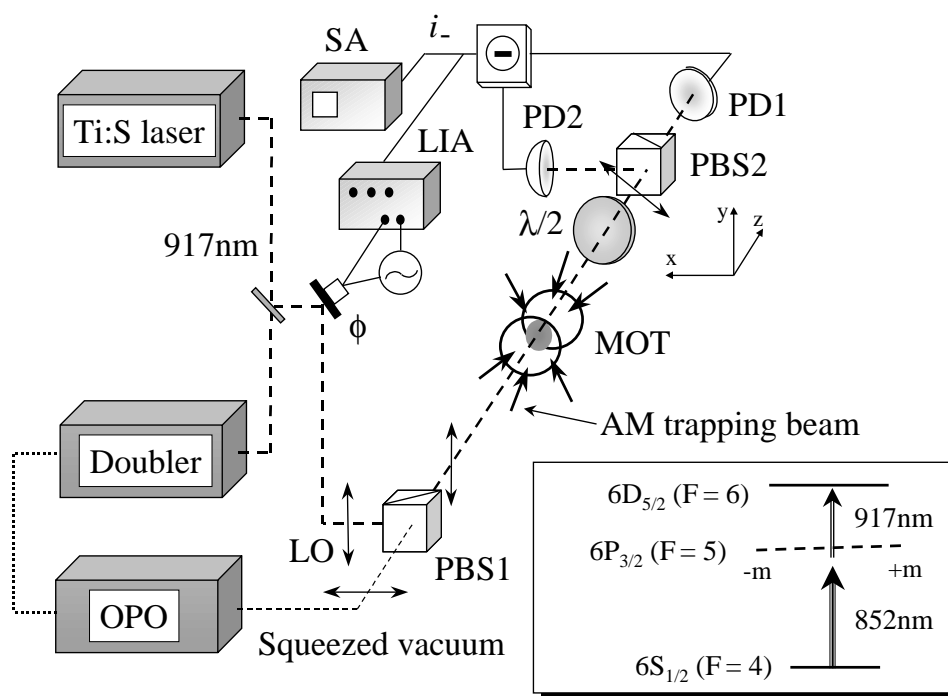 i-
SA
Ti:S laser
PD1
PD2
LIA
PBS2
λ/2
y
z
x
917nm
ϕ
MOT
AM trapping beam
Doubler
LO
PBS1
OPO
Squeezed vacuum
6D5/2 (F = 6)
917nm
6P3/2 (F = 5)
-m
+m
852nm
6S1/2 (F = 4)